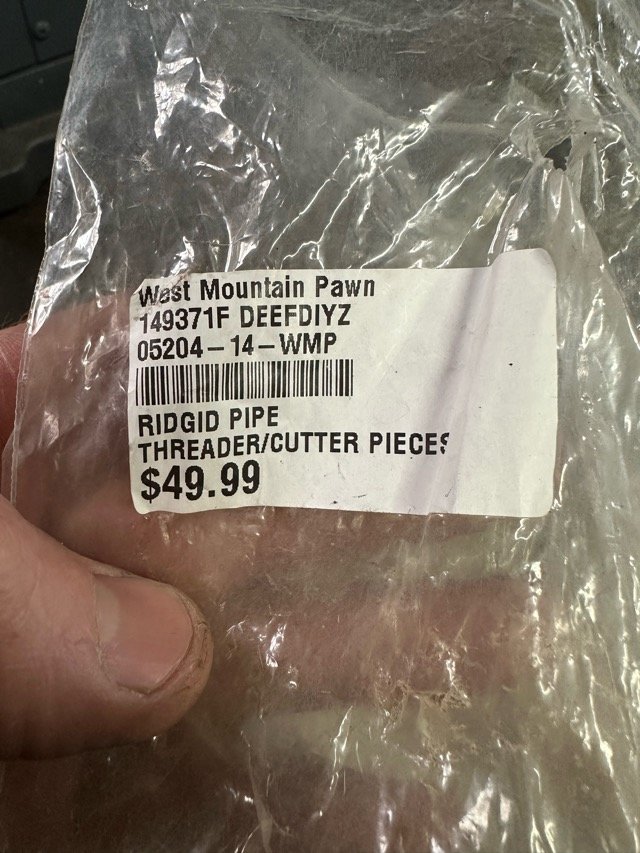 West Mountain Pawn
149371F DEEFDIYZ
05204-14-WMP
RIDGID PIPE
THREADER/CUTTER PIECES
$49.99